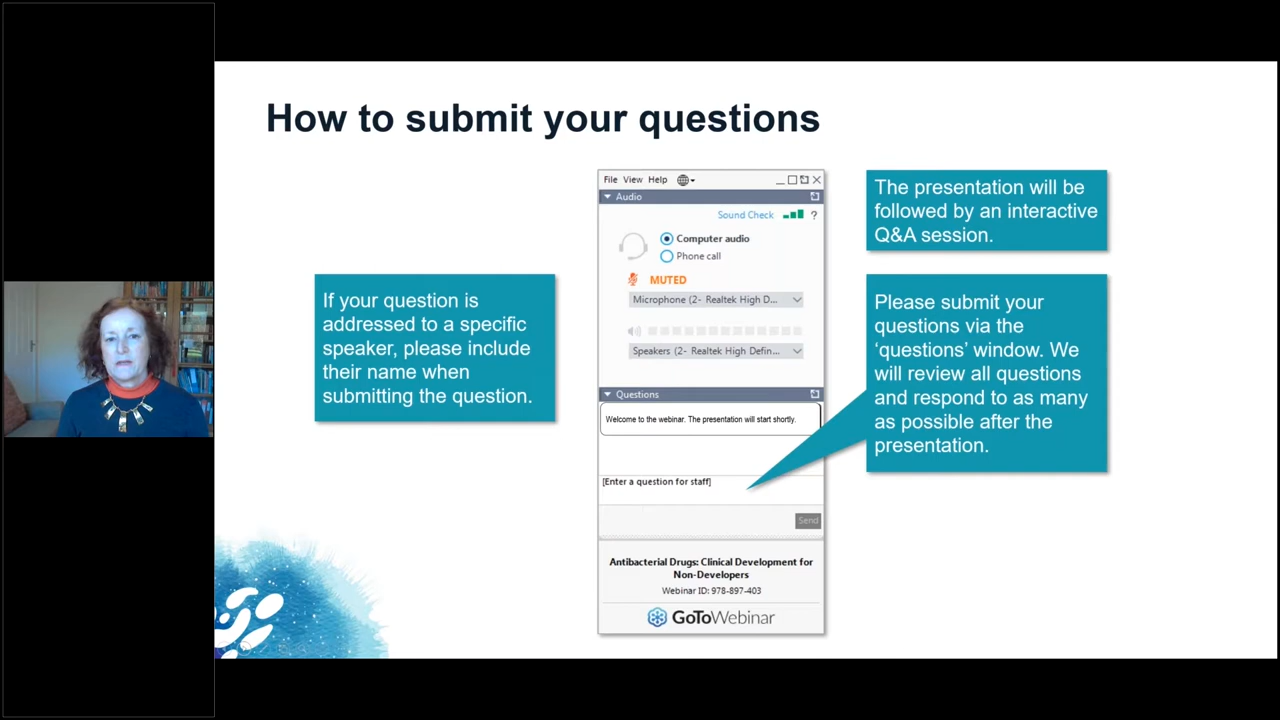 How to submit your questions
If your question is
addressed to a specific
speaker, please include
their name when
submitting the question.
File View Help
Audio
Sound Check ?
Computer audio
Phone call
MUTED
Microphone (2- Realtek High D...
Speakers (2- Realtek High Defin...
Questions
Welcome to the webinar. The presentation will start shortly.
[Enter a question for staff]
Send
Antibacterial Drugs: Clinical Development for
Non-Developers
Webinar ID: 978-897-403
GoToWebinar
The presentation will be
followed by an interactive
Q&A session.
Please submit your
questions via the
‘questions’ window. We
will review all questions
and respond to as many
as possible after the
presentation.